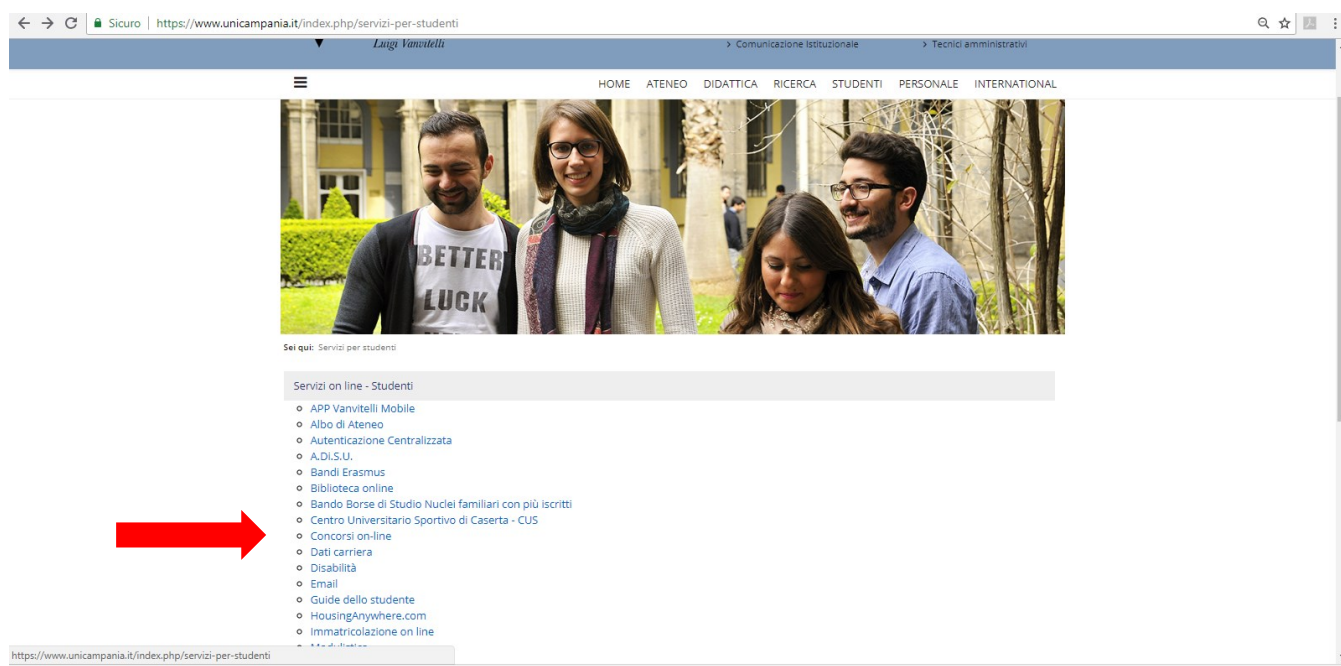 Sicuro | https://www.unicampania.it/index.php/servizi-per-studenti
Luigi Vanvitelli
> Comunicazione Istituzionale > Tecnici amministrativi
HOME ATENEO DIDATTICA RICERCA STUDENTI PERSONALE INTERNATIONAL
BETTER
LUCK
Sei qui: Servizi per studenti
Servizi on line - Studenti
APP Vanvitelli Mobile
Albo di Ateneo
Autenticazione Centralizzata
A.Di.S.U.
Bandi Erasmus
Biblioteca online
Bando Borse di Studio Nuclei familiari con più iscritti
Centro Universitario Sportivo di Caserta - CUS
Concorsi on-line
Dati carriera
Disabilità
Email
Guide dello studente
HousingAnywhere.com
Immatricolazione on line
https://www.unicampania.it/index.php/servizi-per-studenti